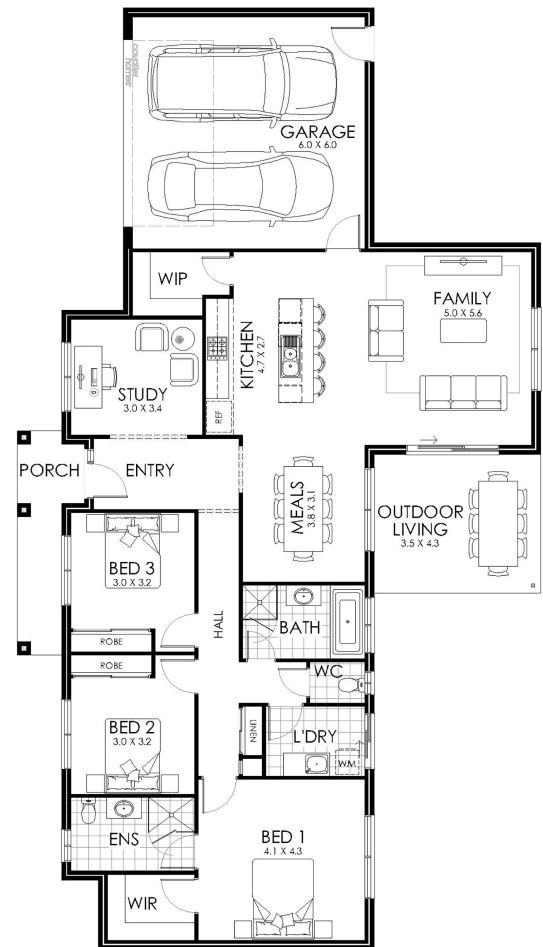 cavalier
homes
GARAGE
6.0 X 6.0
WIP
FAMILY
5.0 X 5.6
KITCHEN
4.7 X 2.7
STUDY
3.0 X 3.4
REF
PORCH
ENTRY
MEALS
3.8 X 3.1
OUTDOOR
LIVING
3.5 X 4.3
BED 3
3.0 X 3.2
HALL
BATH
ROBE
ROBE
WC
BED 2
3.0 X 3.2
LINEN
L'DRY
WM
ENS
BED 1
4.1 X 4.3
WIR